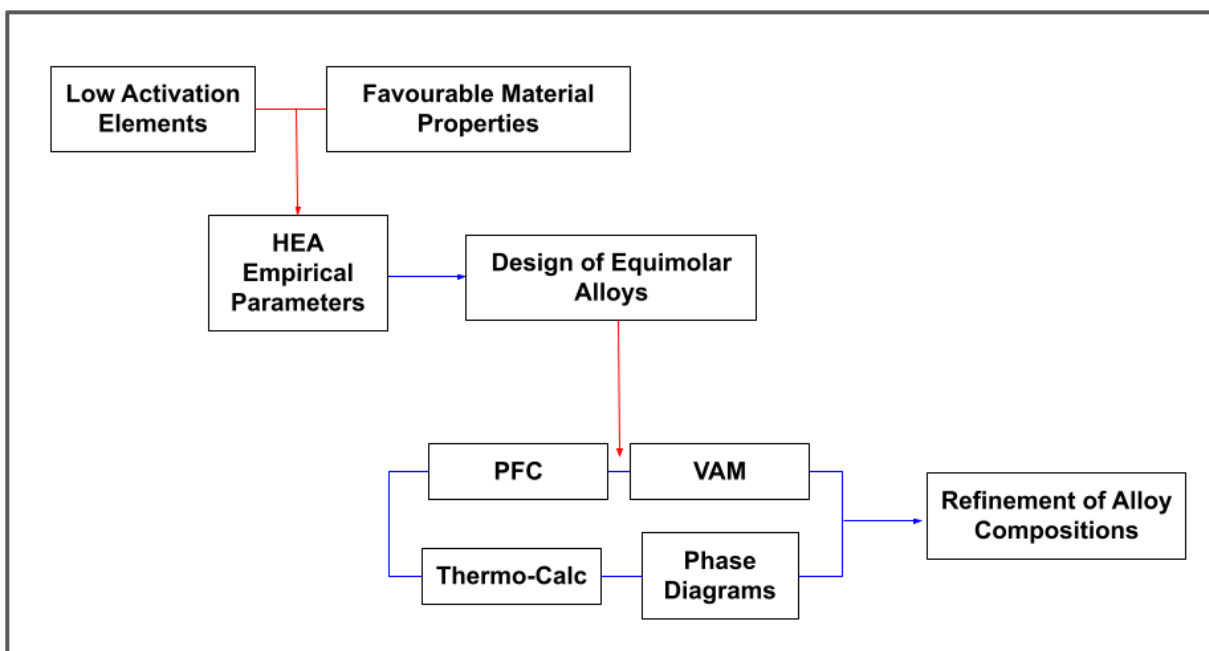 Low Activation
Elements
Favourable Material
Properties
HEA
Empirical
Parameters
Design of Equimolar
Alloys
PFC
VAM
Thermo-Calc
Phase
Diagrams
Refinement of Alloy
Compositions